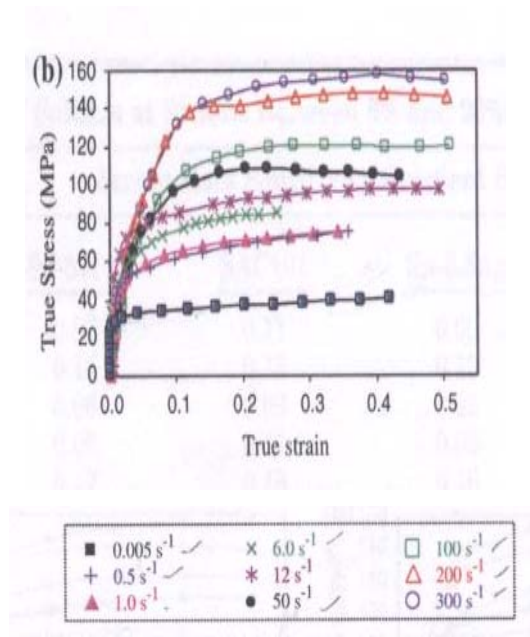 (b)
160
140
120
100
80
60
40
20
0
True Stress (MPa)
0.0 0.1 0.2 0.3 0.4 0.5
True strain
0.005 s⁻¹ 6.0 s⁻¹ 100 s⁻¹
0.5 s⁻¹ 12 s⁻¹ 200 s⁻¹
1.0 s⁻¹ 50 s⁻¹ 300 s⁻¹